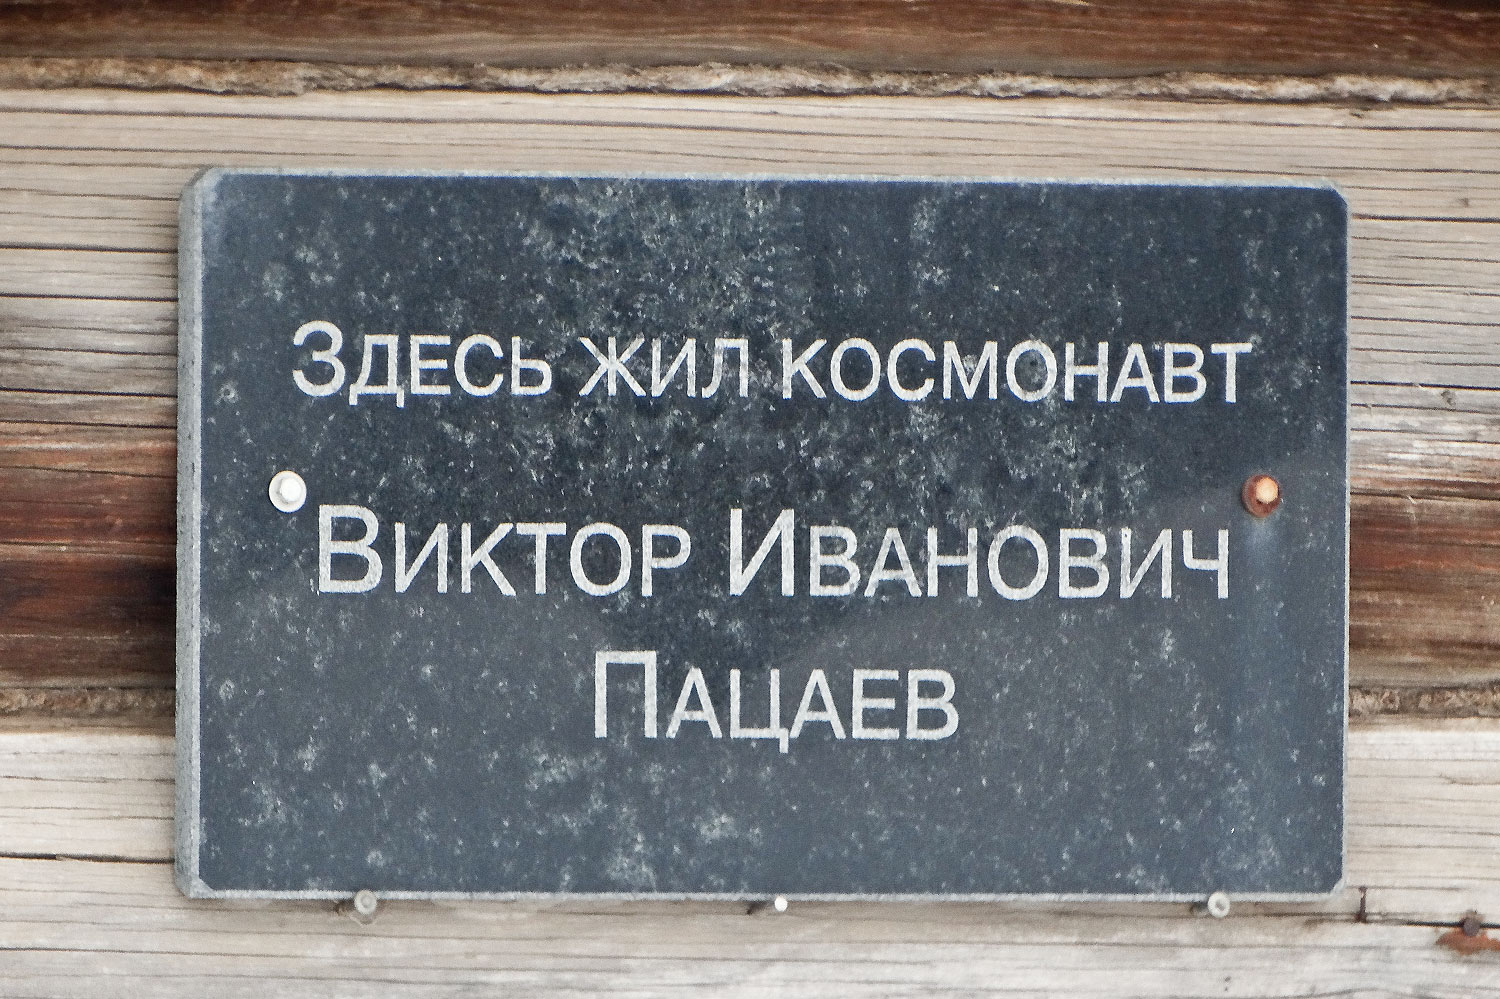 Здесь жил космонавт
Виктор Иванович
Пацаев